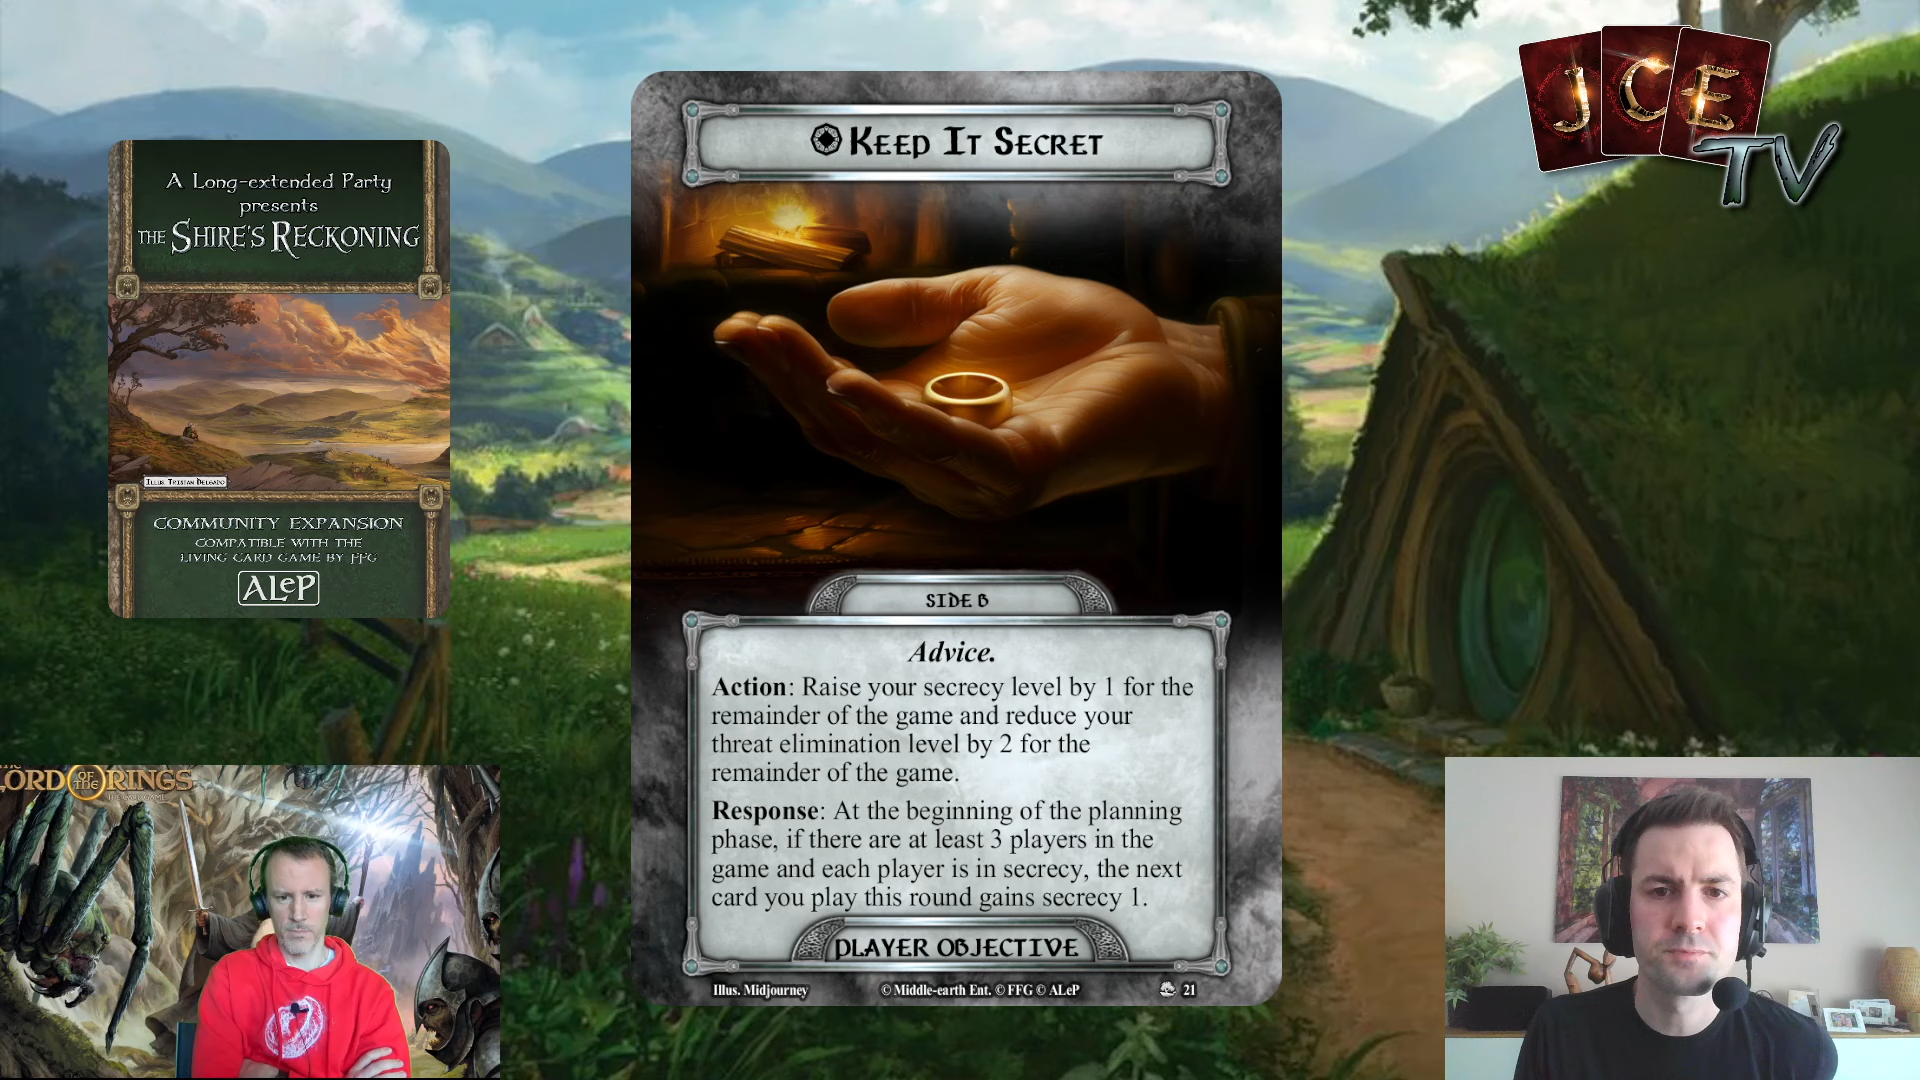 A Long-extended Party
presents
THE SHIRE'S RECKONING
ILLUS. TRISTAN DELGADO
COMMUNITY EXPANSION
COMPATIBLE WITH THE
LIVING CARD GAME BY FFG
ALeP
KEEP IT SECRET
SIDE B
Advice.
Action: Raise your secrecy level by 1 for the
remainder of the game and reduce your
threat elimination level by 2 for the
remainder of the game.
Response: At the beginning of the planning
phase, if there are at least 3 players in the
game and each player is in secrecy, the next
card you play this round gains secrecy 1.
PLAYER OBJECTIVE
Illus. Midjourney © Middle-earth Ent. © FFG © ALeP 21
JCE
TV
THE
LORD OF THE RINGS
THE CARD GAME